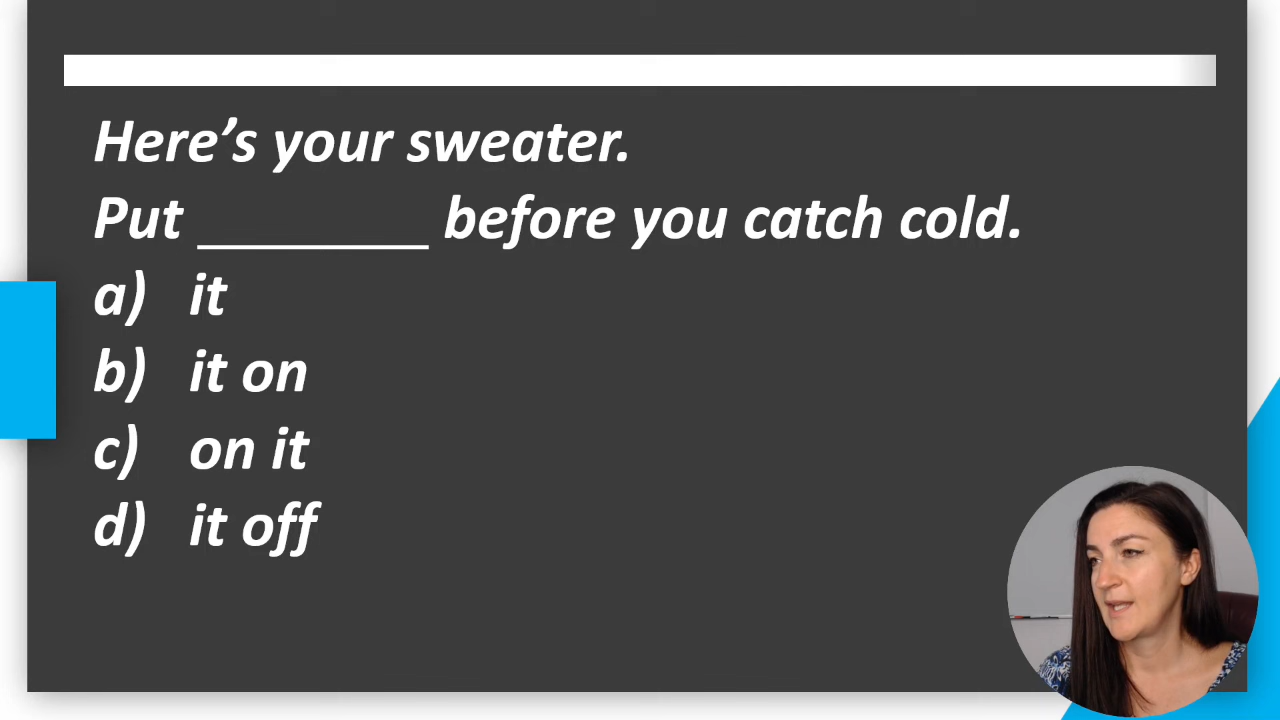 Here’s your sweater.
Put ________ before you catch cold.
a) it
b) it on
c) on it
d) it off